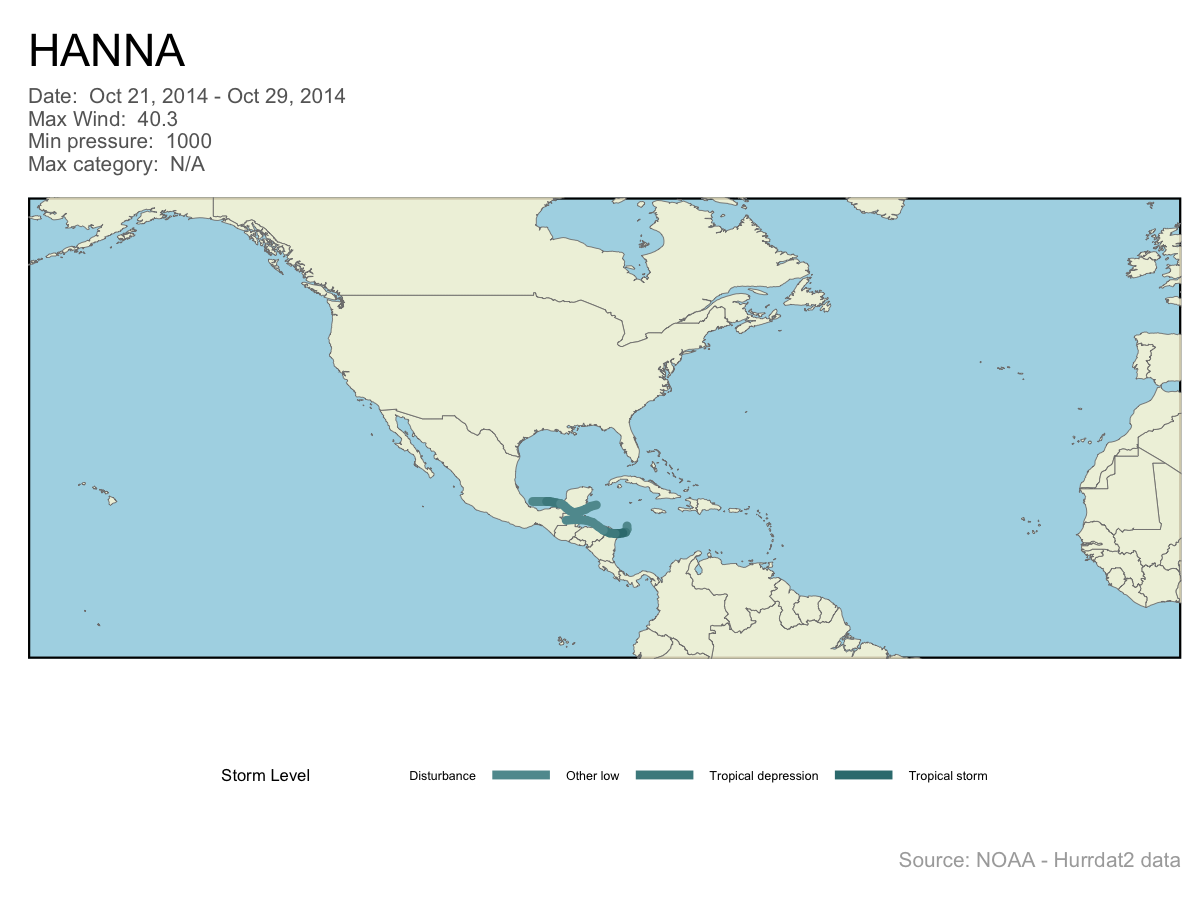 HANNA
Date:  Oct 21, 2014 - Oct 29, 2014
Max Wind:  40.3
Min pressure:  1000
Max category:  N/A
Storm Level Disturbance Other low Tropical depression Tropical storm
Source: NOAA - Hurrdat2 data